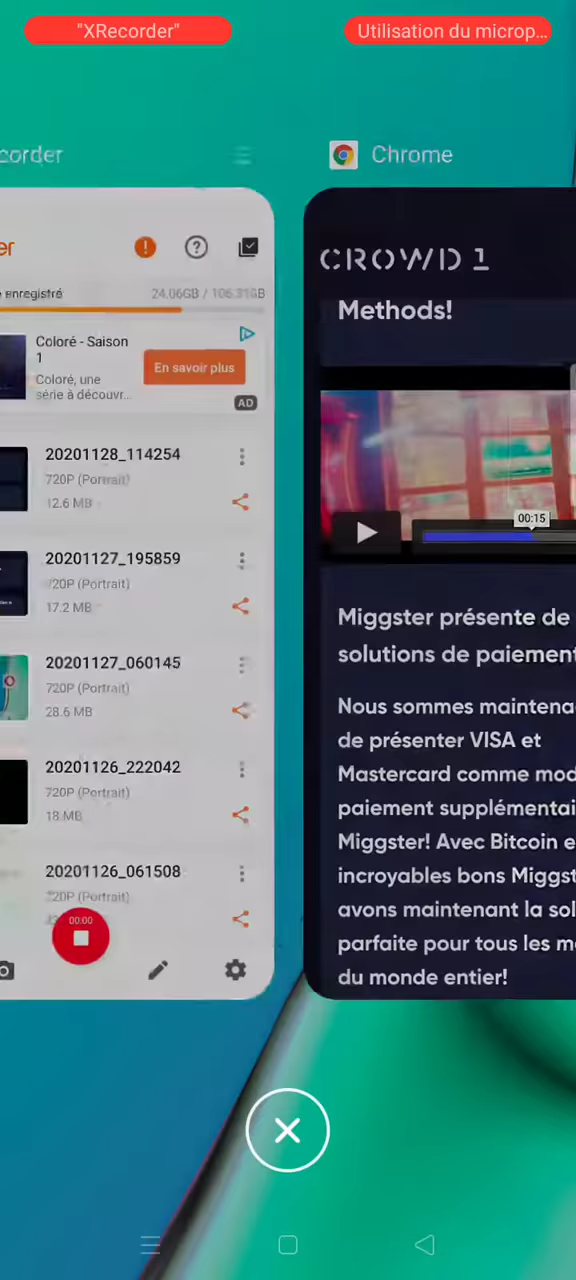 "XRecorder"
Utilisation du microp...
corder
Chrome
er
enregistré
24.06GB / 106.31GB
Coloré - Saison
1
En savoir plus
Coloré, une
série à découvr...
AD
20201128_114254
720P (Portrait)
12.6 MB
20201127_195859
720P (Portrait)
17.2 MB
20201127_060145
720P (Portrait)
28.6 MB
20201126_222042
720P (Portrait)
18 MB
20201126_061508
720P (Portrait)
00:00
CROWD 1
Methods!
00:15
Miggster présente de
solutions de paiement
Nous sommes maintena
de présenter VISA et
Mastercard comme mod
paiement supplémentai
Miggster! Avec Bitcoin e
incroyables bons Miggst
avons maintenant la sol
parfaite pour tous les m
du monde entier!